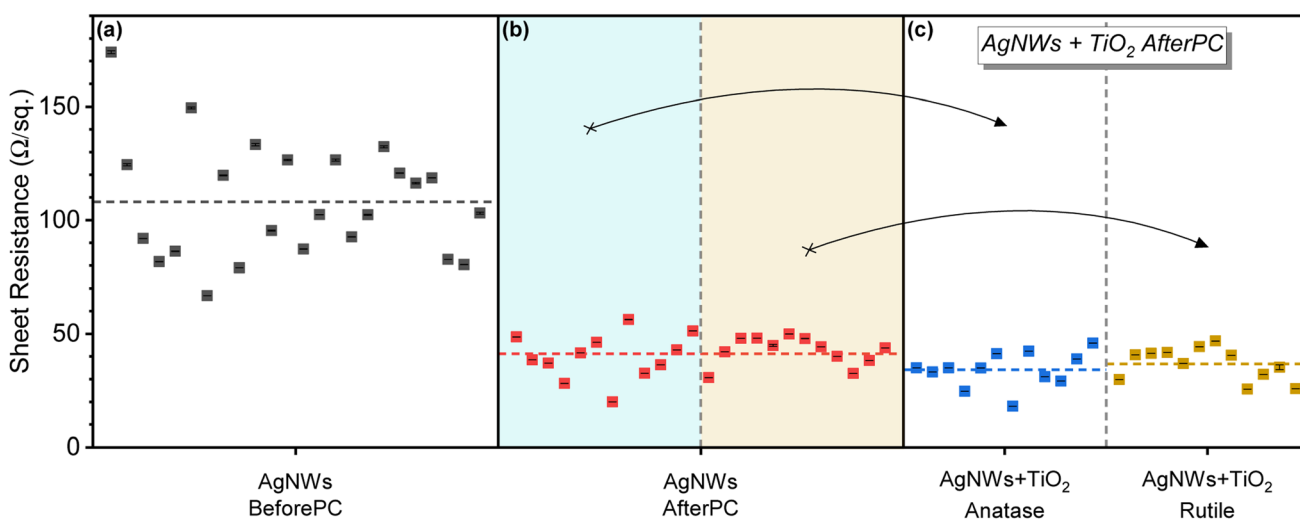 (a)
(b)
(c)
AgNWs + TiO₂ AfterPC
Sheet Resistance (Ω/sq.)
150
100
50
0
AgNWs
BeforePC
AgNWs
AfterPC
AgNWs+TiO₂
Anatase
AgNWs+TiO₂
Rutile